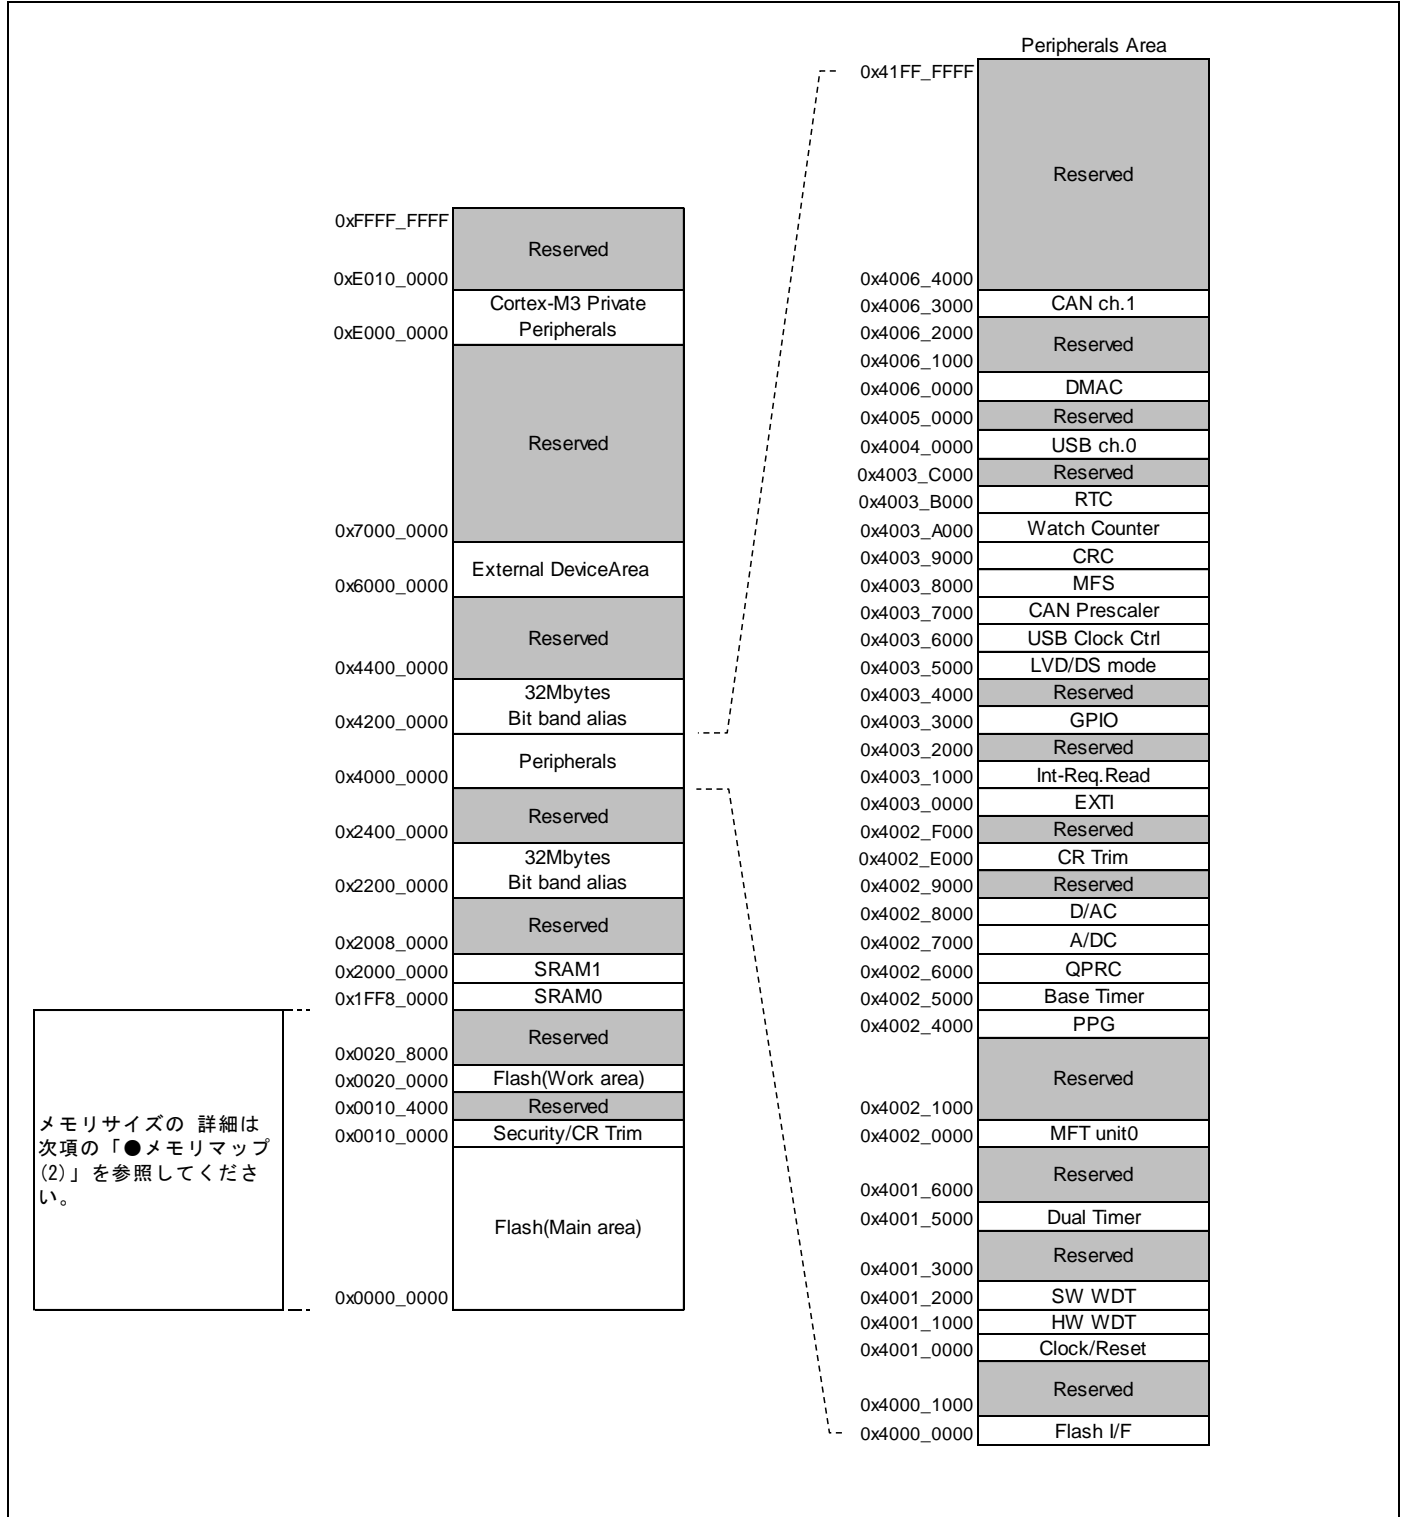 0xFFFF_FFFF
Reserved
0xE010_0000
Cortex-M3 Private
0xE000_0000 Peripherals
Reserved
0x7000_0000
External DeviceArea
0x6000_0000
Reserved
0x4400_0000
32Mbytes
0x4200_0000 Bit band alias
Peripherals
0x4000_0000
Reserved
0x2400_0000
32Mbytes
0x2200_0000 Bit band alias
Reserved
0x2008_0000
0x2000_0000 SRAM1
0x1FF8_0000 SRAM0
Reserved
0x0020_8000
0x0020_0000 Flash(Work area)
0x0010_4000 Reserved
0x0010_0000 Security/CR Trim
Flash(Main area)
0x0000_0000
メモリサイズの 詳細は
次項の「●メモリマップ
(2)」を参照してくださ
い。
Peripherals Area
0x41FF_FFFF
Reserved
0x4006_4000
0x4006_3000 CAN ch.1
0x4006_2000
Reserved
0x4006_1000
0x4006_0000 DMAC
0x4005_0000 Reserved
0x4004_0000 USB ch.0
0x4003_C000 Reserved
0x4003_B000 RTC
0x4003_A000 Watch Counter
0x4003_9000 CRC
0x4003_8000 MFS
0x4003_7000 CAN Prescaler
0x4003_6000 USB Clock Ctrl
0x4003_5000 LVD/DS mode
0x4003_4000 Reserved
0x4003_3000 GPIO
0x4003_2000 Reserved
0x4003_1000 Int-Req.Read
0x4003_0000 EXTI
0x4002_F000 Reserved
0x4002_E000 CR Trim
0x4002_9000 Reserved
0x4002_8000 D/AC
0x4002_7000 A/DC
0x4002_6000 QPRC
0x4002_5000 Base Timer
0x4002_4000 PPG
Reserved
0x4002_1000
0x4002_0000 MFT unit0
Reserved
0x4001_6000
0x4001_5000 Dual Timer
Reserved
0x4001_3000
0x4001_2000 SW WDT
0x4001_1000 HW WDT
0x4001_0000 Clock/Reset
Reserved
0x4000_1000
0x4000_0000 Flash I/F